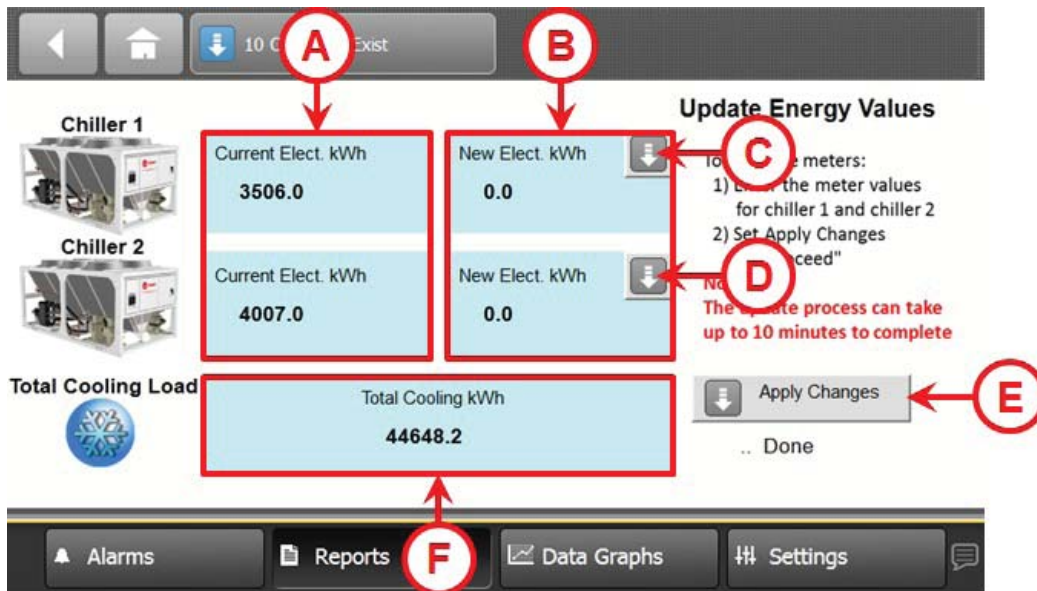 10 Exist
A
B
Chiller 1
Current Elect. kWh
3506.0
New Elect. kWh
0.0
C
Update Energy Values
meters:
1) the meter values
for chiller 1 and chiller 2
2) Set Apply Changes
Chiller 2
Current Elect. kWh
4007.0
New Elect. kWh
0.0
D
The update process can take
up to 10 minutes to complete
Total Cooling Load
Total Cooling kWh
44648.2
Apply Changes
E
.. Done
Alarms
Reports
F
Data Graphs
Settings